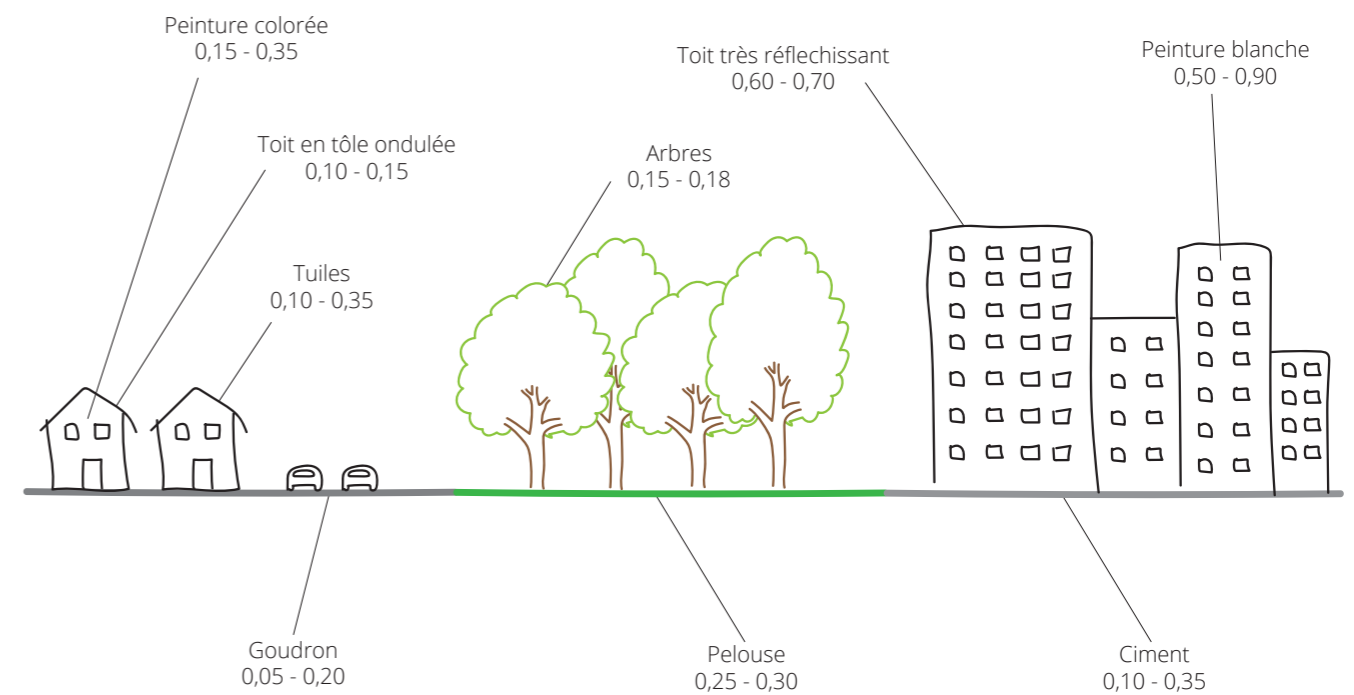 Peinture colorée
0,15 - 0,35
Toit très réflechissant
0,60 - 0,70
Peinture blanche
0,50 - 0,90
Toit en tôle ondulée
0,10 - 0,15
Arbres
0,15 - 0,18
Tuiles
0,10 - 0,35
Goudron
0,05 - 0,20
Pelouse
0,25 - 0,30
Ciment
0,10 - 0,35